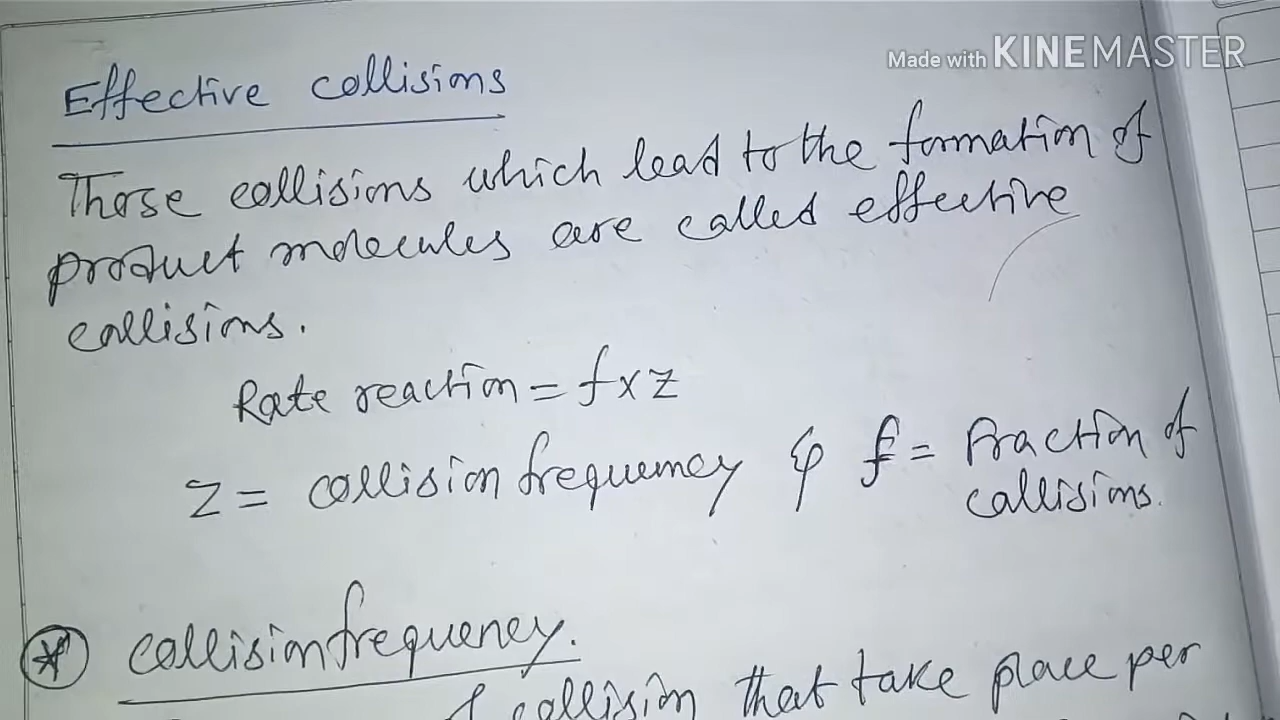 Made with KINEMASTER
Effective collisions
Those collisions which lead to the formation of
product molecules are called effective
collisions.
Rate reaction = f x z
Z = collision frequency & f = Fraction of
collisions.
* collision frequency.
collision that take place per